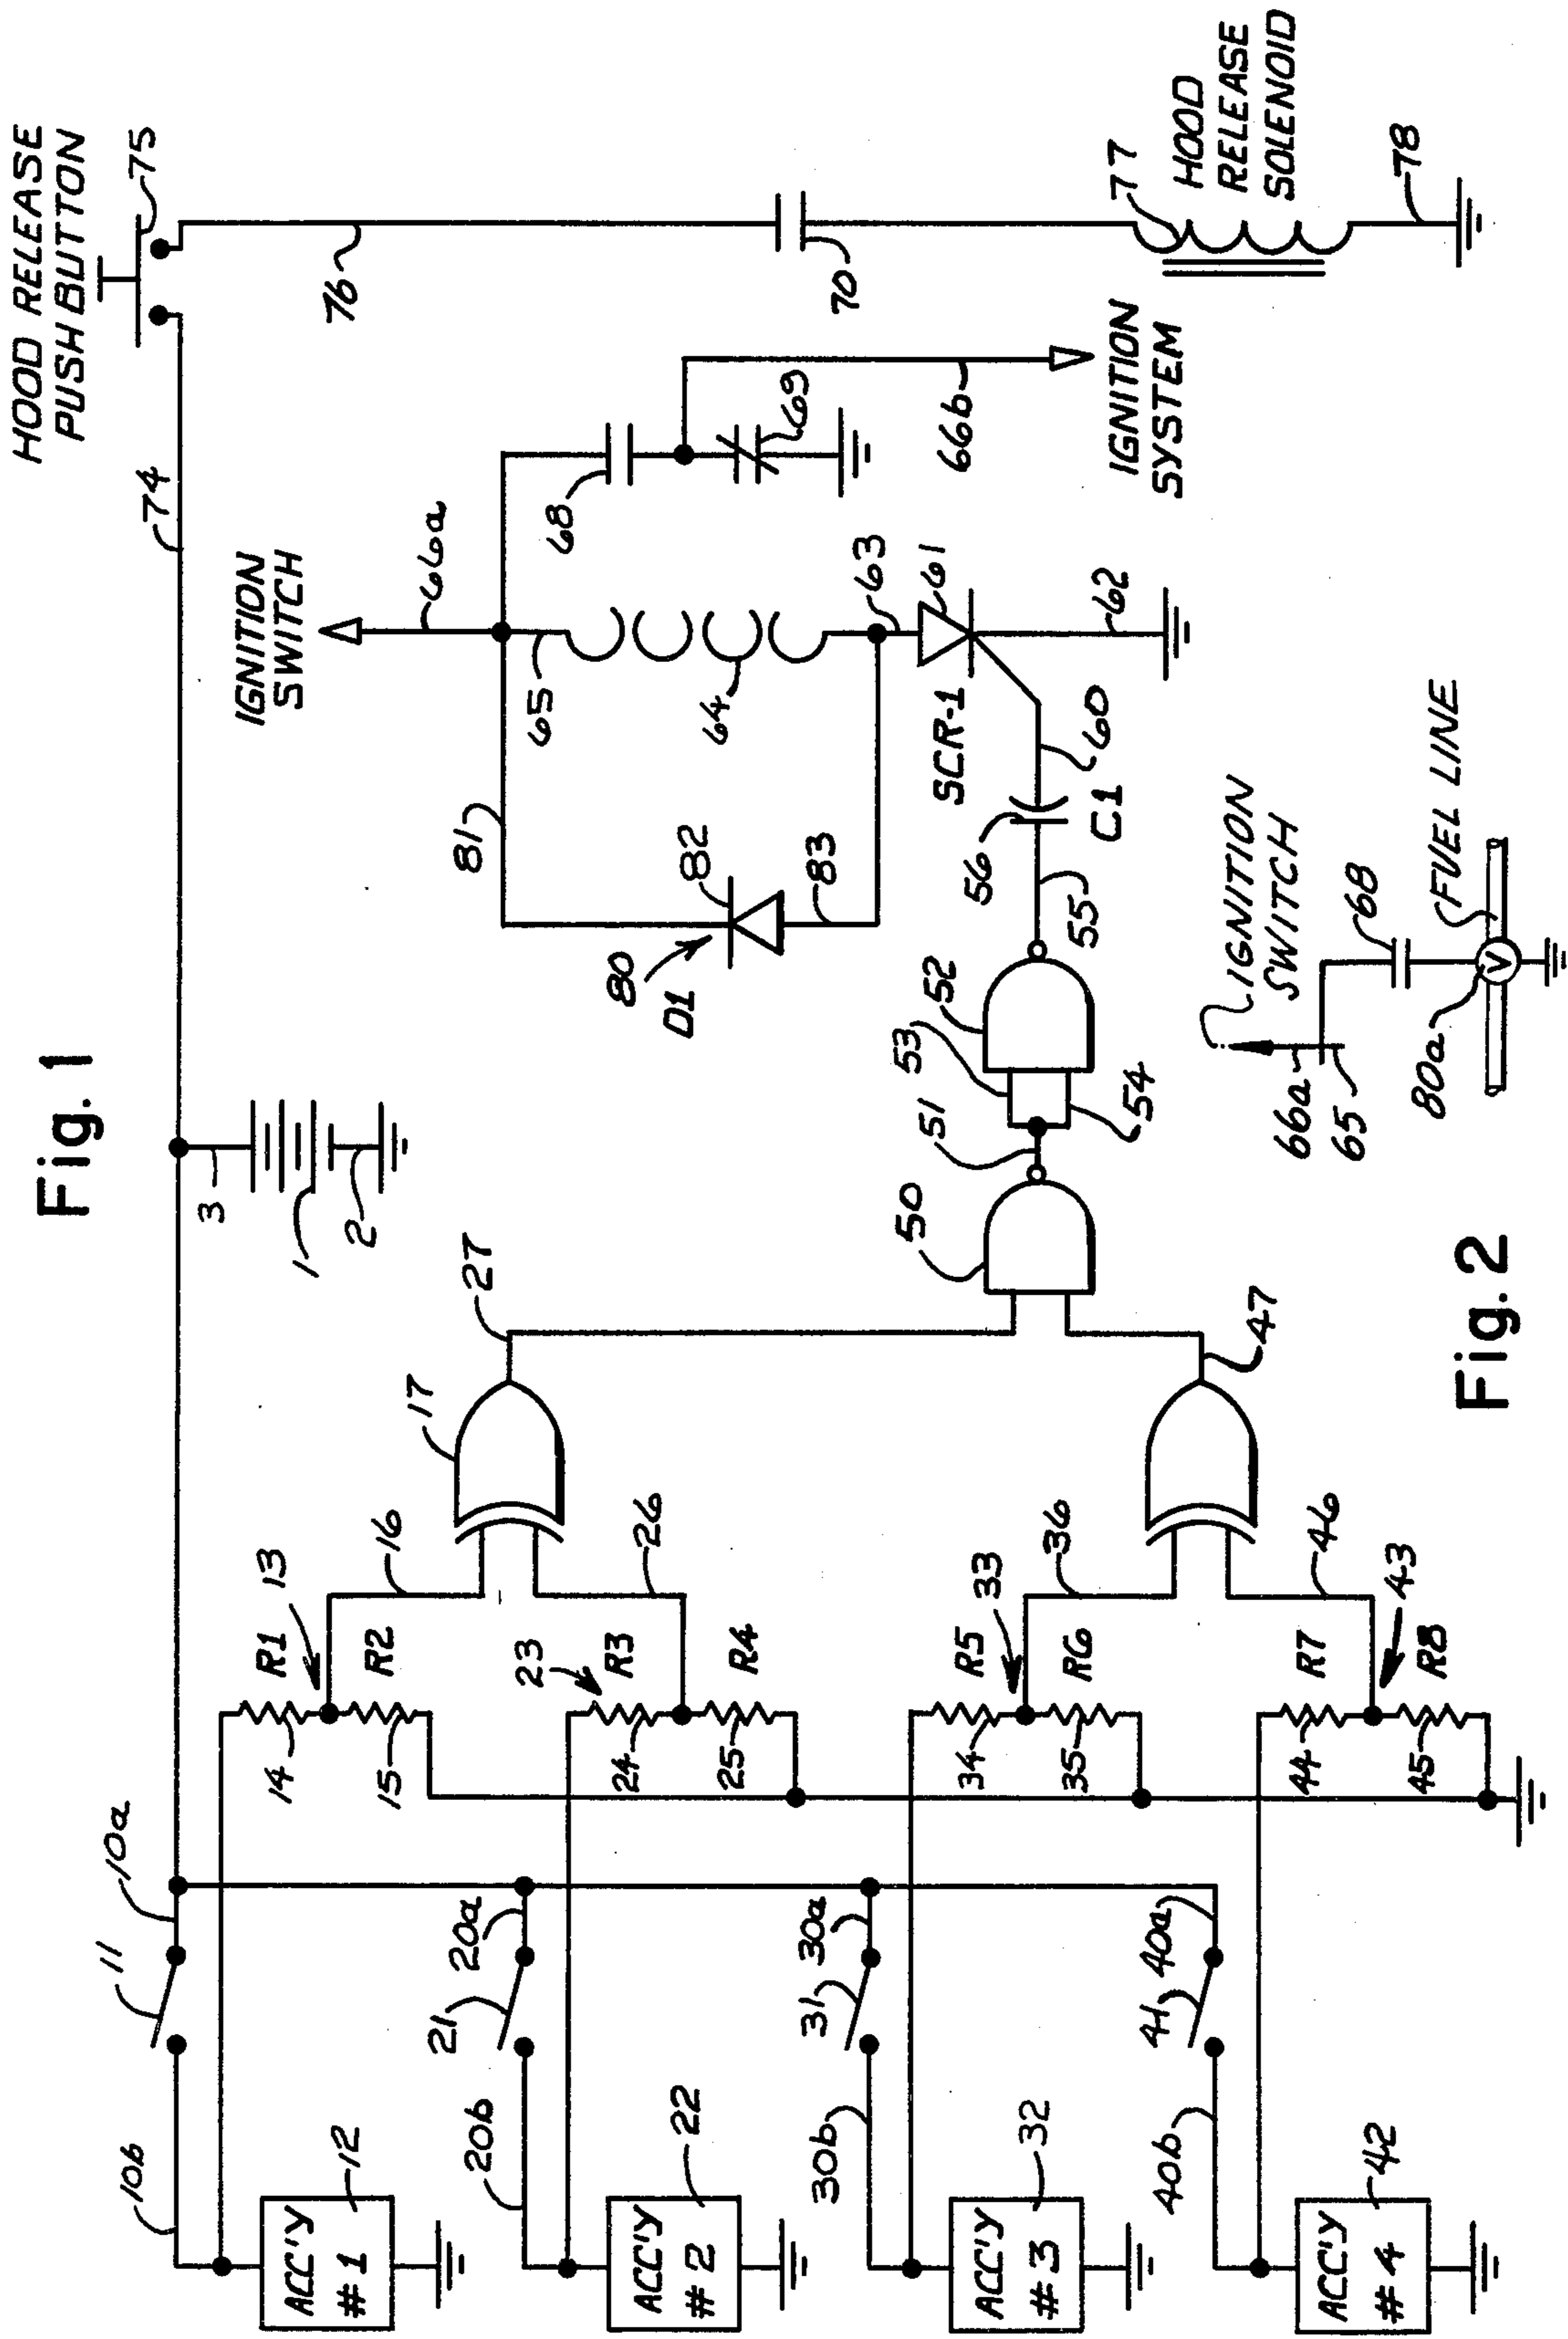 Fig. 1
HOOD RELEASE
PUSH BUTTON
75
74
76
70
77
HOOD
RELEASE
SOLENOID
78
3
1
2
IGNITION
SWITCH
66a
65
64
68
69
66b
IGNITION
SYSTEM
63
61
SCR-1
62
60
C1
56
55
81
82
83
80
D1
52
53
54
51
50
27
47
17
16
26
36
46
R1
13
R2
14
15
23
R3
R4
24
25
R5
33
R6
34
35
R7
43
R8
44
45
10a
11
10b
20a
21
20b
30a
31
30b
40a
41
40b
ACC'Y
#1
12
ACC'Y
#2
22
ACC'Y
#3
32
ACC'Y
#4
42
Fig. 2
IGNITION
SWITCH
66a
65
68
80a
V
FUEL LINE